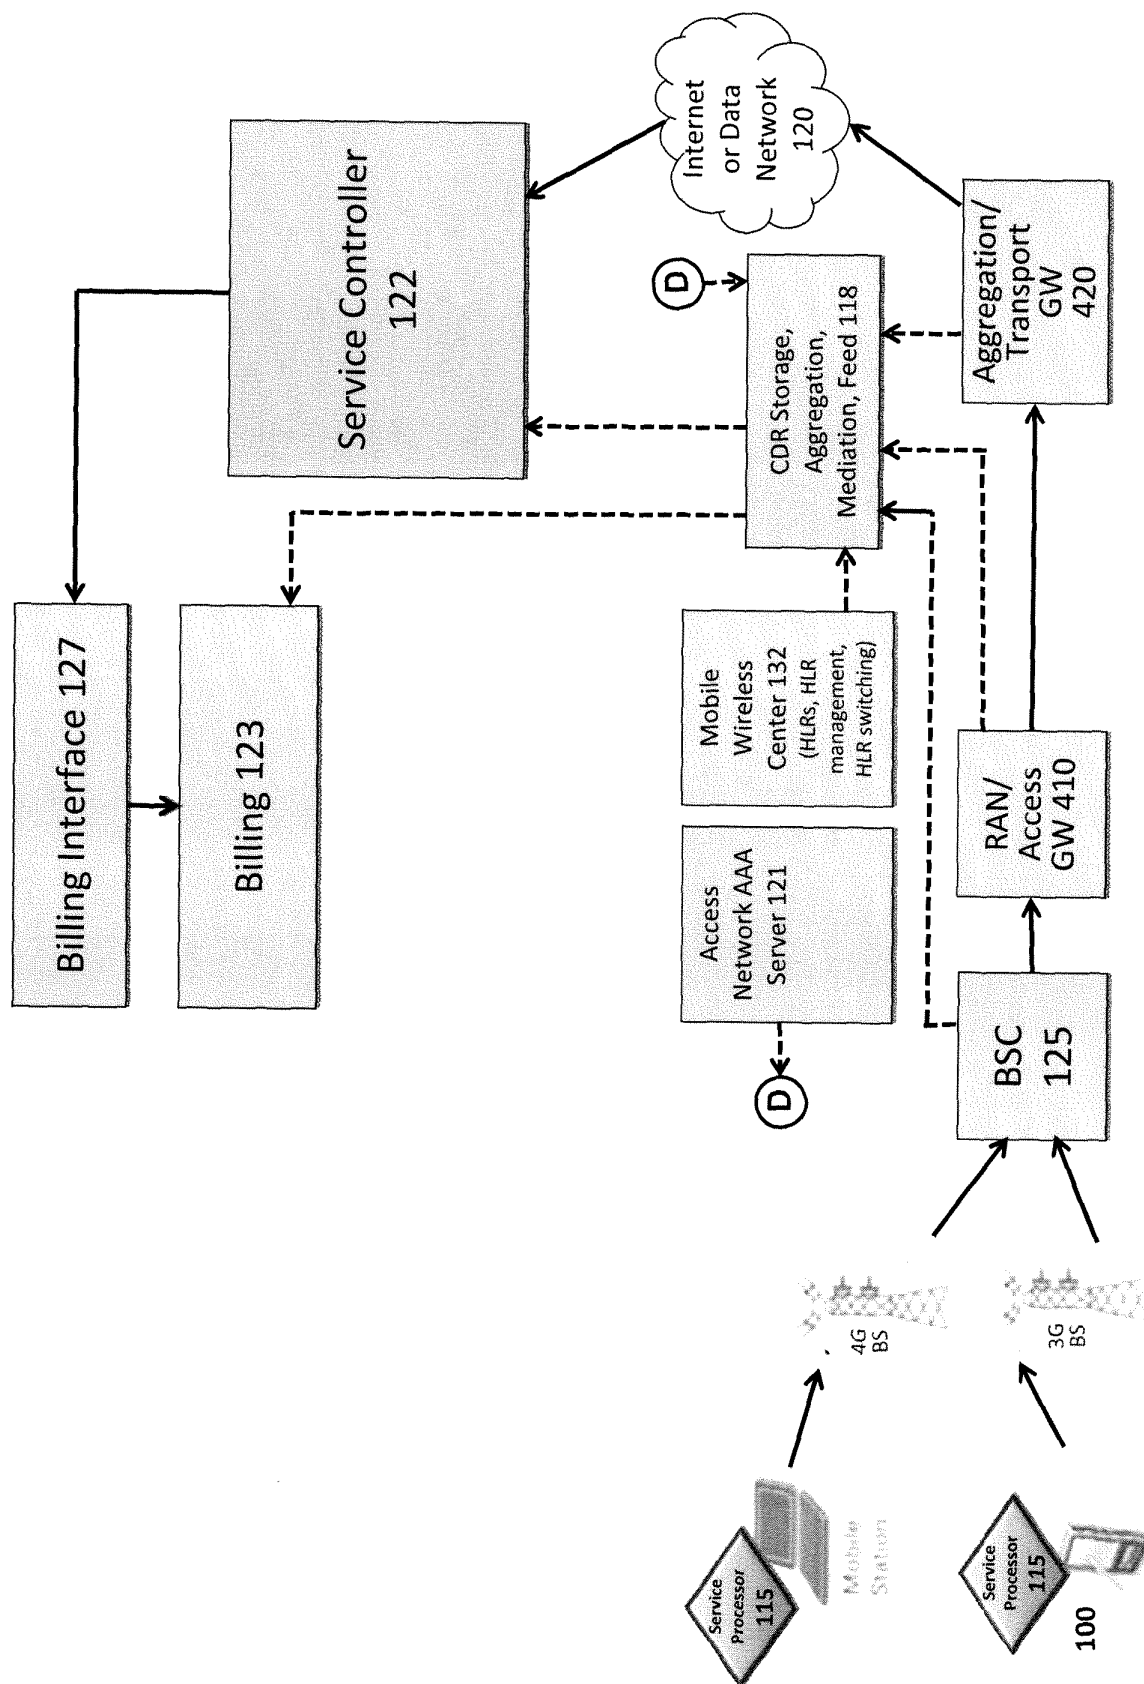 Billing Interface 127
Billing 123
Service Controller
122
Internet
or Data
Network
120
D
CDR Storage,
Aggregation,
Mediation, Feed 118
Mobile
Wireless
Center 132
(HLRs, HLR
management,
HLR switching)
Access
Network AAA
Server 121
D
Service
Processor
115
Mobile
Station
4G
BS
Service
Processor
115
100
3G
BS
BSC
125
RAN/
Access
GW 410
Aggregation/
Transport
GW
420